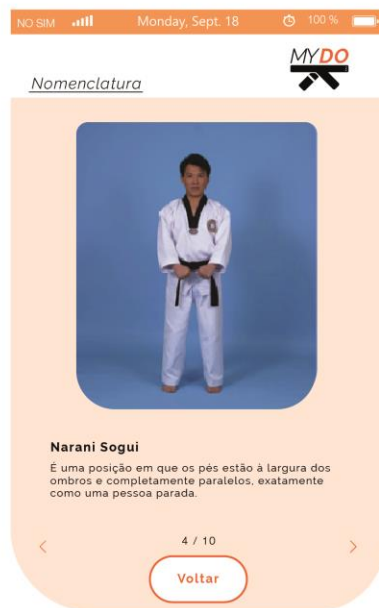 NO SIM
Monday, Sept. 18
100 %
MYDO
Nomenclatura
Narani Sogui
É uma posição em que os pés estão à largura dos
ombros e completamente paralelos, exatamente
como uma pessoa parada.
< 4 / 10 >
Voltar